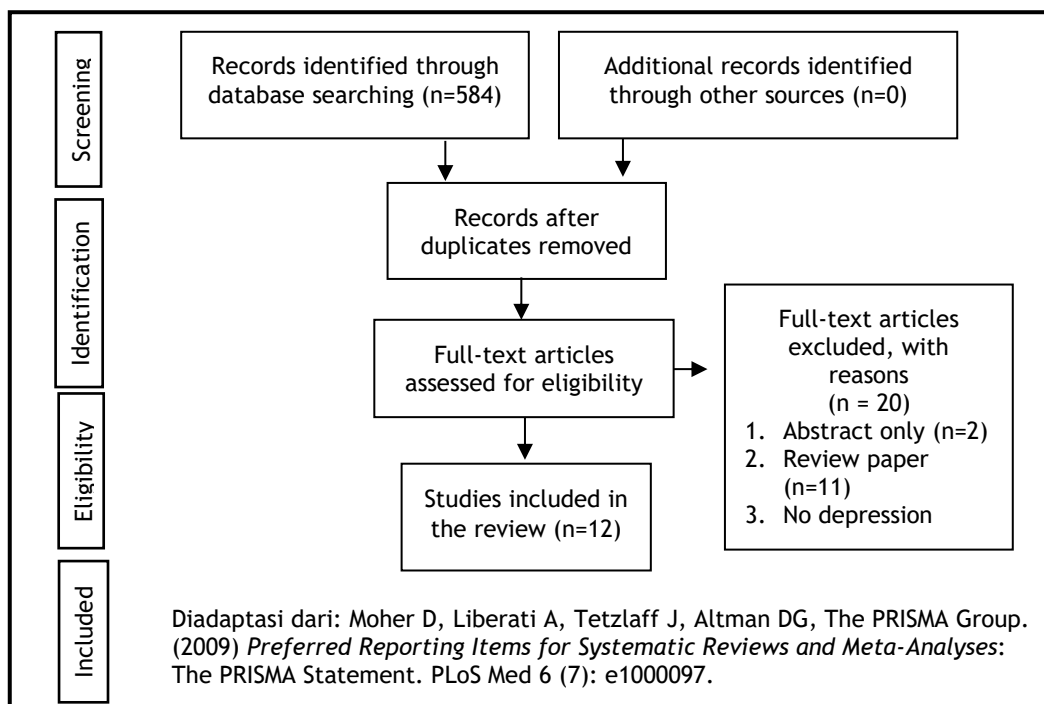 Screening
Records identified through
database searching (n=584)
Additional records identified
through other sources (n=0)
Identification
Records after
duplicates removed
Full-text articles
assessed for eligibility
Full-text articles
excluded, with
reasons
(n = 20)
1. Abstract only (n=2)
2. Review paper
(n=11)
3. No depression
Eligibility
Studies included in
the review (n=12)
Included
Diadaptasi dari: Moher D, Liberati A, Tetzlaff J, Altman DG, The PRISMA Group.
(2009) Preferred Reporting Items for Systematic Reviews and Meta-Analyses:
The PRISMA Statement. PLoS Med 6 (7): e1000097.